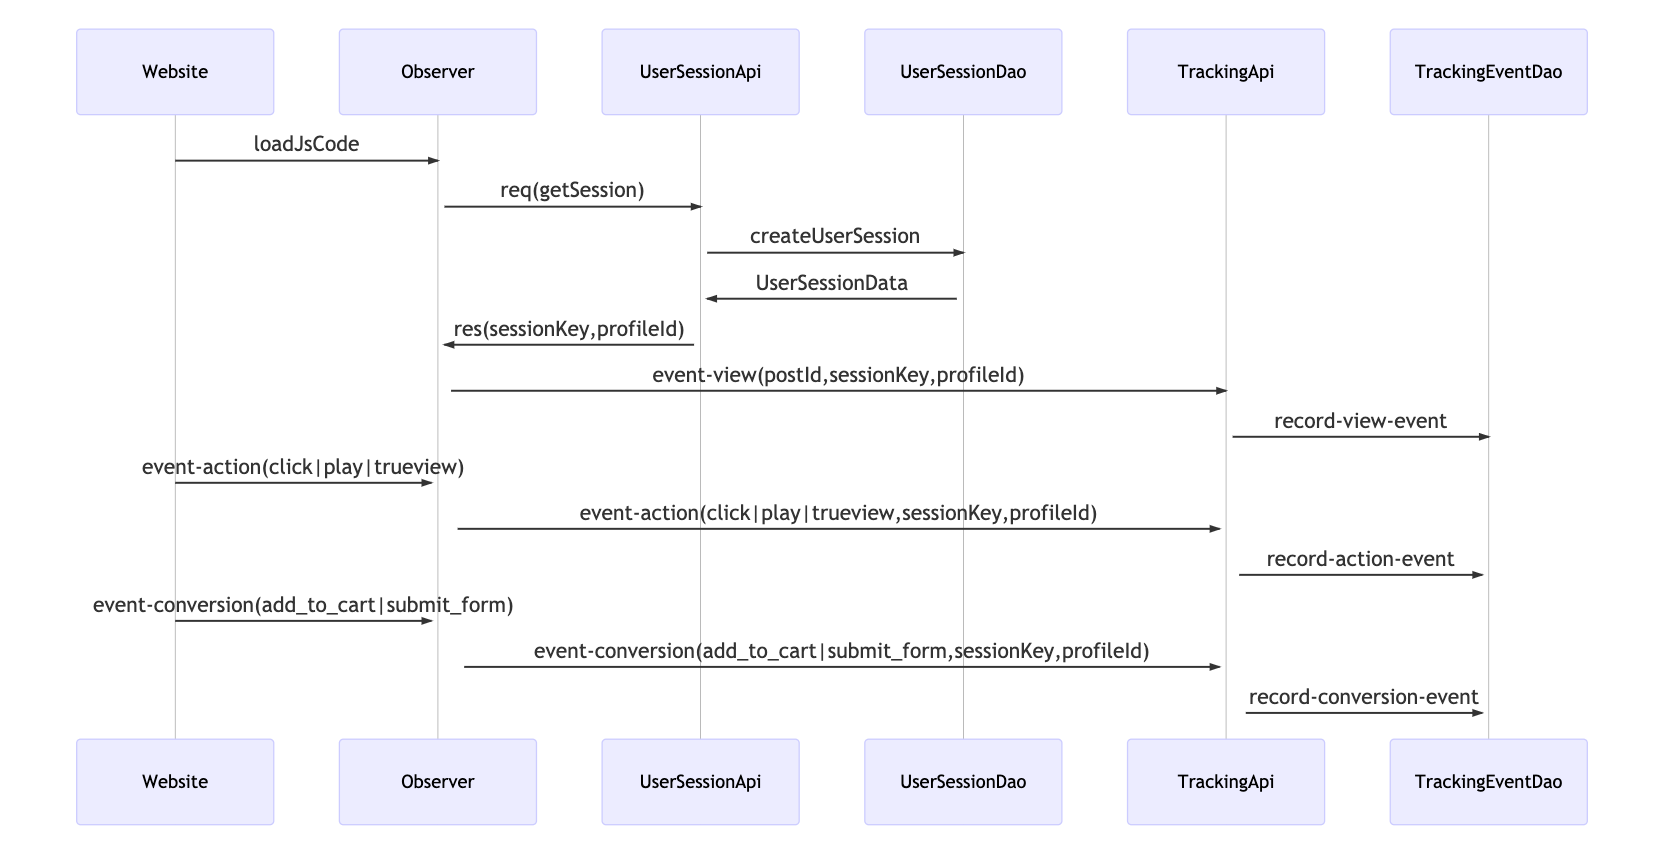 Website
Observer
UserSessionApi
UserSessionDao
TrackingApi
TrackingEventDao
loadJsCode
req(getSession)
createUserSession
UserSessionData
res(sessionKey,profileId)
event-view(postId,sessionKey,profileId)
record-view-event
event-action(click|play|trueview)
event-action(click|play|trueview,sessionKey,profileId)
record-action-event
event-conversion(add_to_cart|submit_form)
event-conversion(add_to_cart|submit_form,sessionKey,profileId)
record-conversion-event
Website
Observer
UserSessionApi
UserSessionDao
TrackingApi
TrackingEventDao